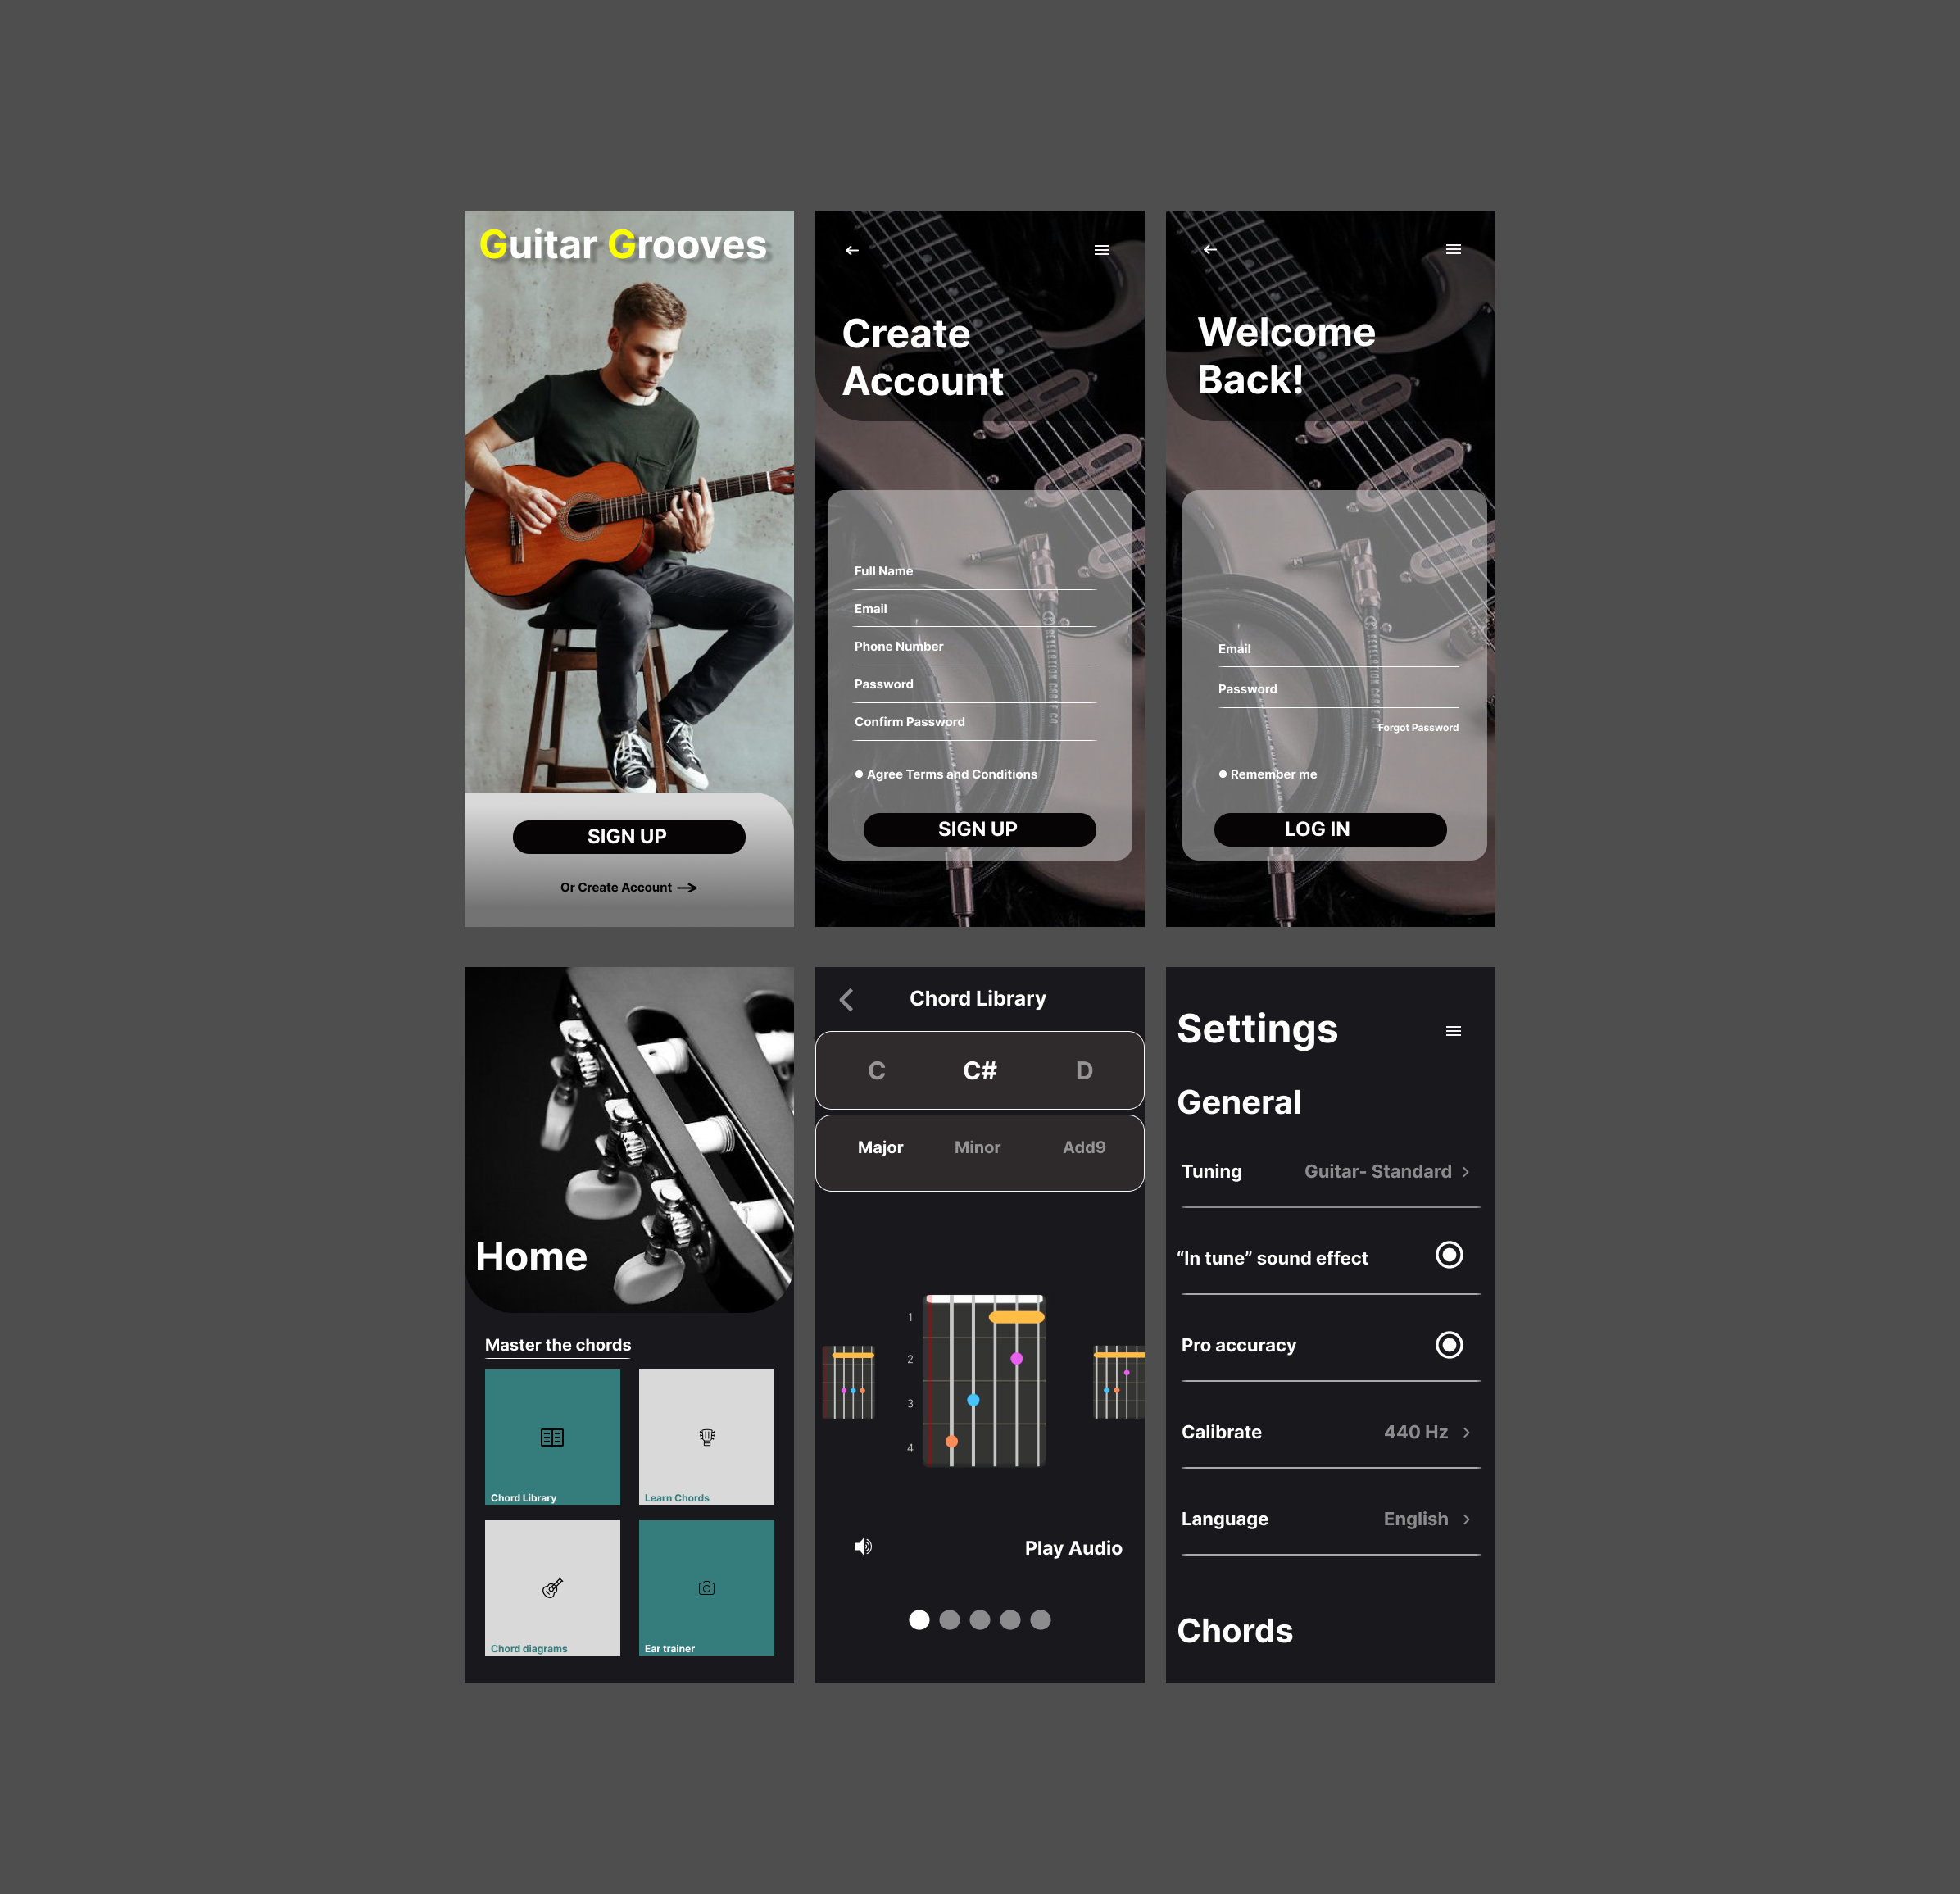 Guitar Grooves
SIGN UP
Or Create Account
Create
Account
Full Name
Email
Phone Number
Password
Confirm Password
Agree Terms and Conditions
SIGN UP
Welcome
Back!
Email
Password
Forgot Password
Remember me
LOG IN
Home
Master the chords
Chord Library
Learn Chords
Chord diagrams
Ear trainer
Chord Library
C C# D
Major Minor Add9
1
2
3
4
Play Audio
Settings
General
Tuning Guitar- Standard
“In tune” sound effect
Pro accuracy
Calibrate 440 Hz
Language English
Chords